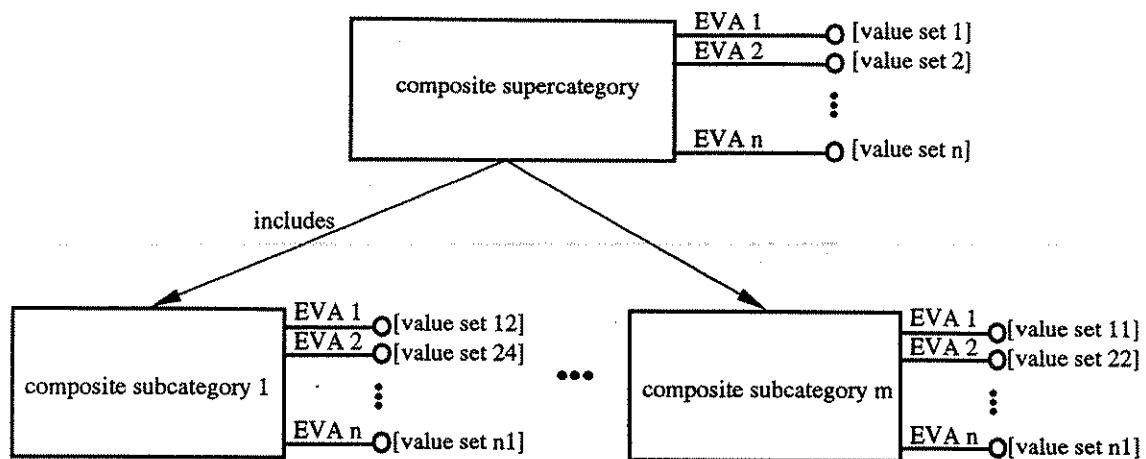 EVA 1 [value set 1]
EVA 2 [value set 2]
composite supercategory
EVA n [value set n]
includes
EVA 1 [value set 12]
EVA 2 [value set 24]
composite subcategory 1
EVA n [value set n1]
EVA 1 [value set 11]
EVA 2 [value set 22]
composite subcategory m
EVA n [value set n1]